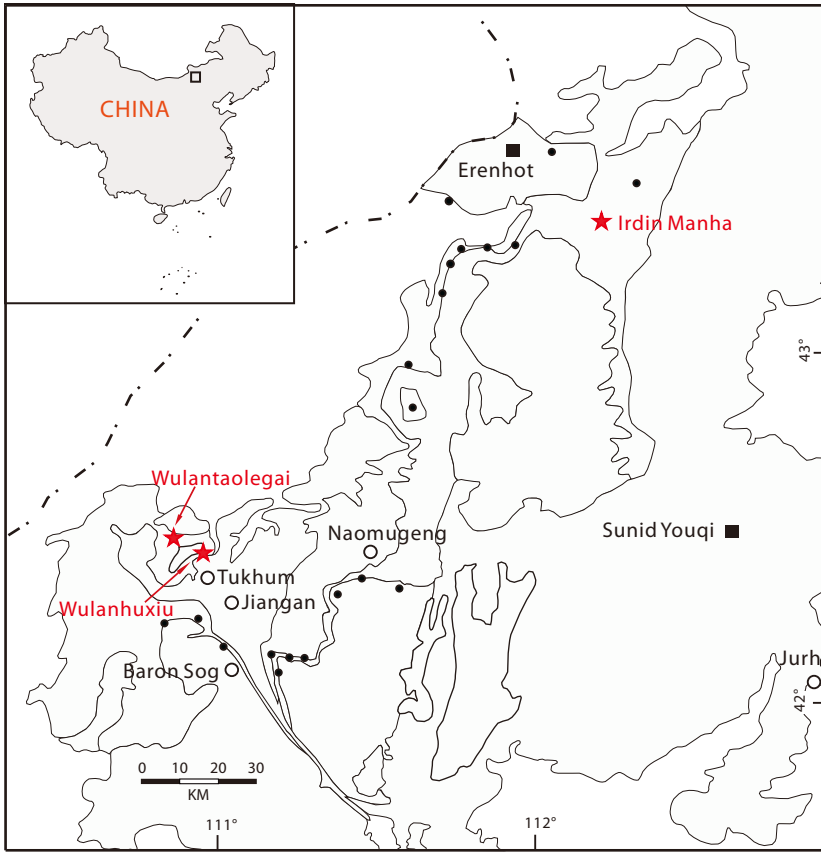 CHINA
Erenhot
Irdin Manha
43°
Wulantaolegai
Naomugeng
Sunid Youqi
Tukhum
Wulanhuxiu
Jiangan
Baron Sog
Jurh
42°
0 10 20 30
KM
111°
112°